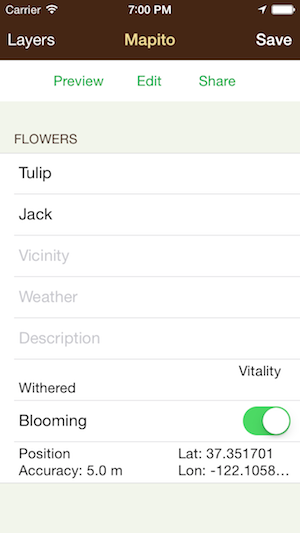 Carrier 7:00 PM
Layers Mapito Save
Preview Edit Share
FLOWERS
Tulip
Jack
Vicinity
Weather
Description
Vitality
Withered
Blooming
Position Lat: 37.351701
Accuracy: 5.0 m Lon: -122.1058...